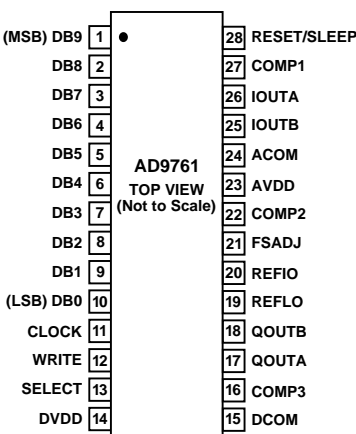 (MSB) DB9 1 28 RESET/SLEEP
DB8 2 27 COMP1
DB7 3 26 IOUTA
DB6 4 25 IOUTB
DB5 5 24 ACOM
DB4 6 23 AVDD
DB3 7 22 COMP2
DB2 8 21 FSADJ
DB1 9 20 REFIO
(LSB) DB0 10 19 REFLO
CLOCK 11 18 QOUTB
WRITE 12 17 QOUTA
SELECT 13 16 COMP3
DVDD 14 15 DCOM
AD9761
TOP VIEW
(Not to Scale)